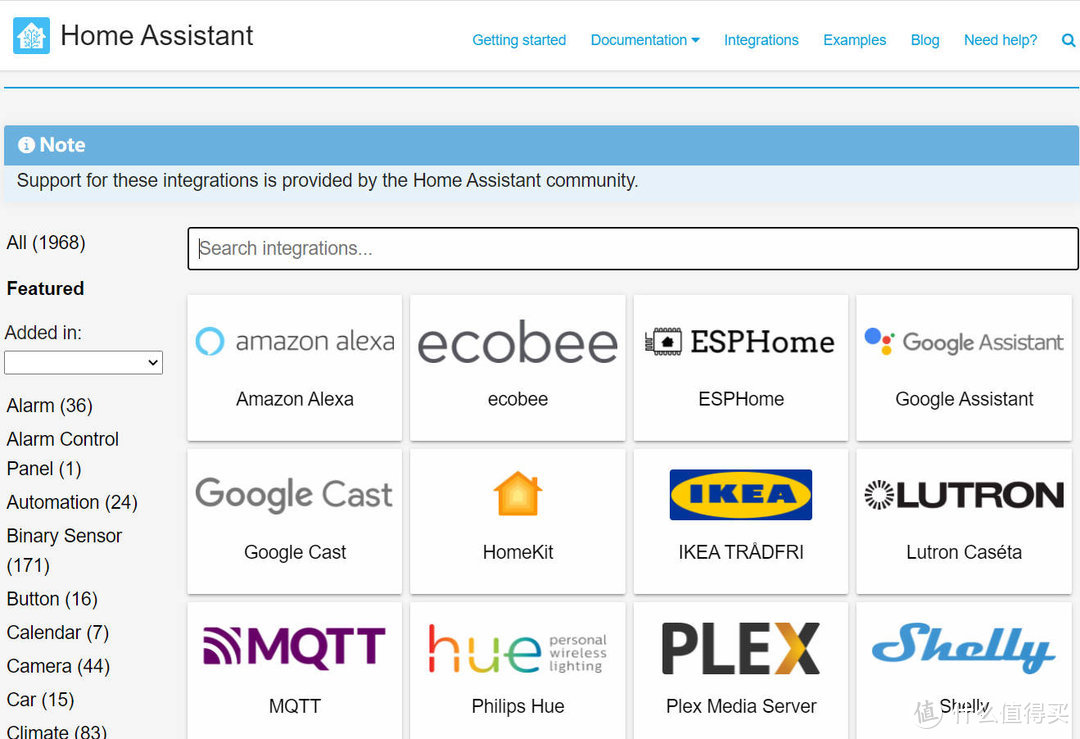 Home Assistant
Getting started Documentation Integrations Examples Blog Need help?
Note
Support for these integrations is provided by the Home Assistant community.
All (1968)
Search integrations...
Featured
Added in:
Alarm (36)
Alarm Control
Panel (1)
Automation (24)
Binary Sensor
(171)
Button (16)
Calendar (7)
Camera (44)
Car (15)
Climate (83)
amazon alexa
Amazon Alexa
ecobee
ecobee
ESPHome
ESPHome
Google Assistant
Google Assistant
Google Cast
Google Cast
HomeKit
IKEA
IKEA TRÅDFRI
LUTRON
Lutron Caséta
MQTT
MQTT
hue personal
wireless
lighting
Philips Hue
PLEX
Plex Media Server
Shelly
Shelly
值 什么值得买